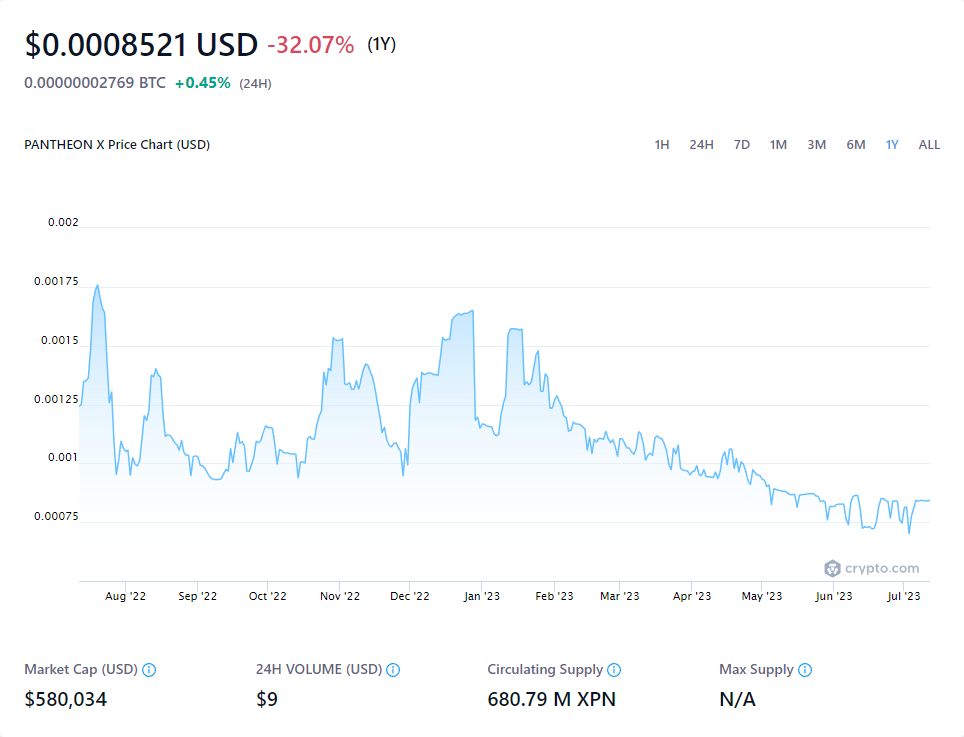 $0.0008521 USD -32.07% (1Y)
0.00000002769 BTC +0.45% (24H)
PANTHEON X Price Chart (USD)
1H 24H 7D 1M 3M 6M 1Y ALL
0.002
0.00175
0.0015
0.00125
0.001
0.00075
crypto.com
Aug '22 Sep '22 Oct '22 Nov '22 Dec '22 Jan '23 Feb '23 Mar '23 Apr '23 May '23 Jun '23 Jul '23
Market Cap (USD) 24H VOLUME (USD) Circulating Supply Max Supply
$580,034 $9 680.79 M XPN N/A